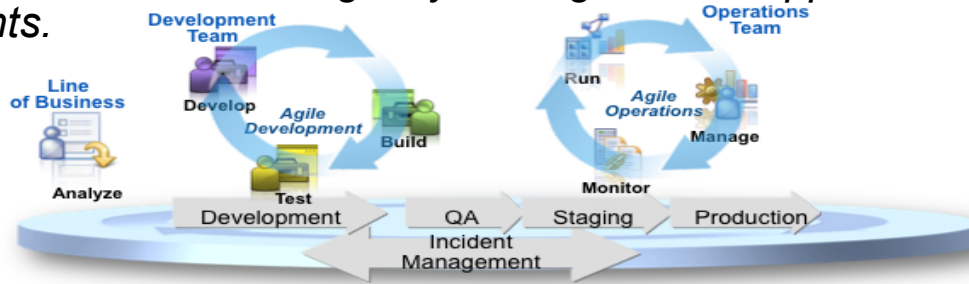 nts.
Development
Team
Operations
Team
Line
of Business
Analyze
Develop
Agile
Development
Build
Test
Run
Agile
Operations
Manage
Monitor
Development
QA
Staging
Production
Incident
Management